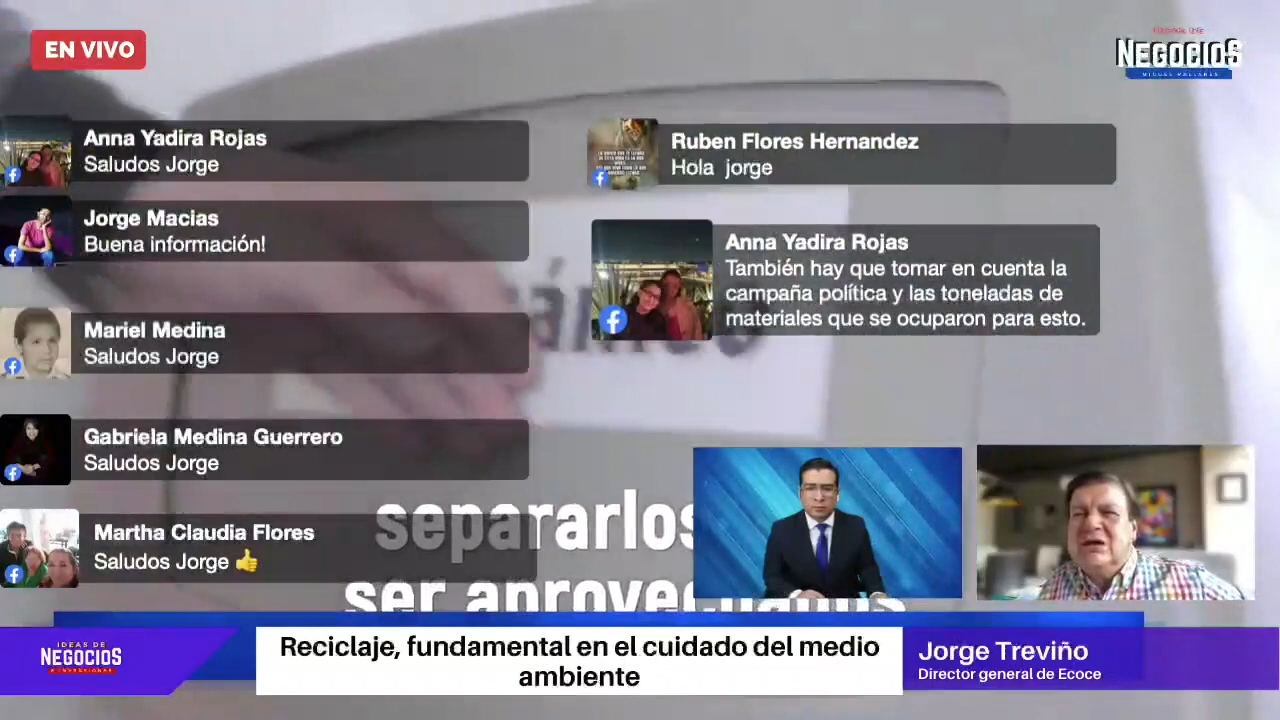 EN VIVO
NEGOCIOS
Anna Yadira Rojas
Saludos Jorge
Jorge Macias
Buena información!
Mariel Medina
Saludos Jorge
Gabriela Medina Guerrero
Saludos Jorge
Martha Claudia Flores
Saludos Jorge 👍
Ruben Flores Hernandez
Hola jorge
Anna Yadira Rojas
También hay que tomar en cuenta la
campaña política y las toneladas de
materiales que se ocuparon para esto.
separarlos
IDEAS DE
NEGOCIOS
Reciclaje, fundamental en el cuidado del medio
ambiente
Jorge Treviño
Director general de Ecoce